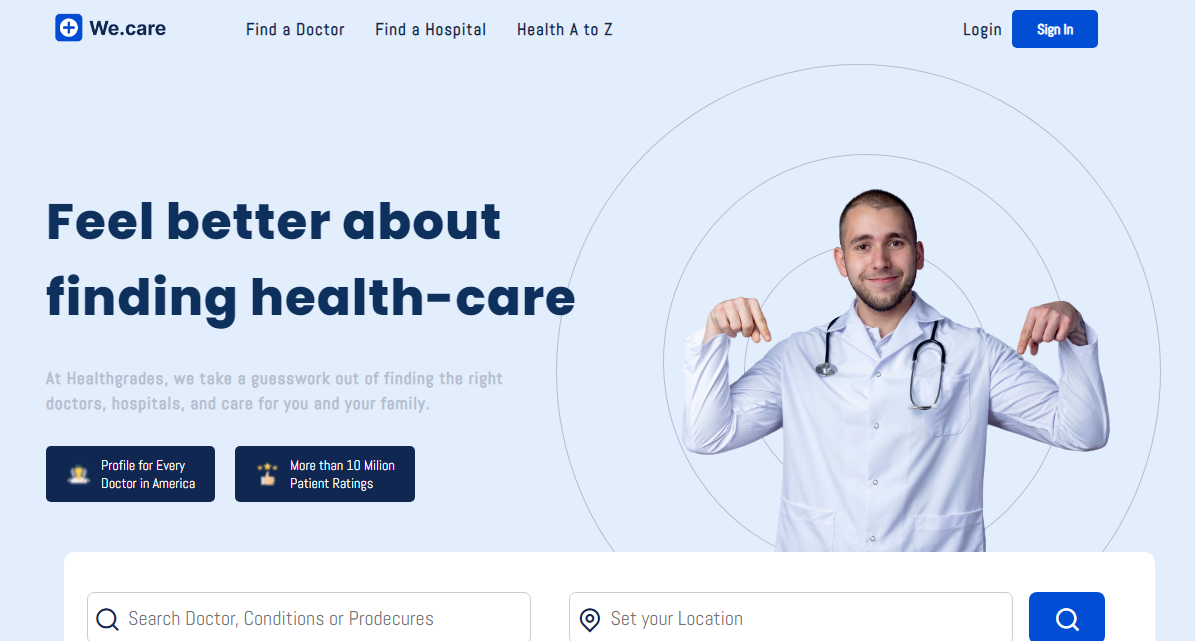 We.care
Find a Doctor
Find a Hospital
Health A to Z
Login
Sign In
Feel better about
finding health-care
At Healthgrades, we take a guesswork out of finding the right
doctors, hospitals, and care for you and your family.
Profile for Every
Doctor in America
More than 10 Milion
Patient Ratings
Search Doctor, Conditions or Prodecures
Set your Location